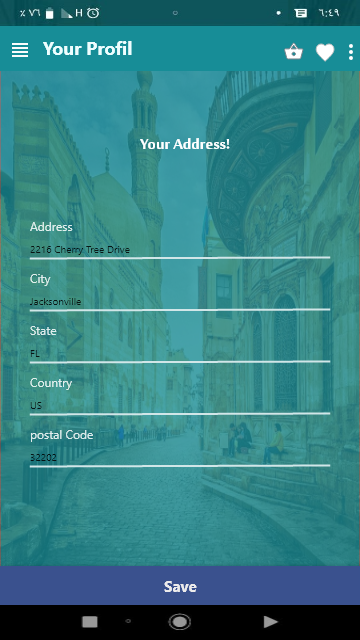 ٪ ٧٦ H ٦:٤٩
Your Profil
Your Address!
Address
2216 Cherry Tree Drive
City
Jacksonville
State
FL
Country
US
postal Code
32202
Save